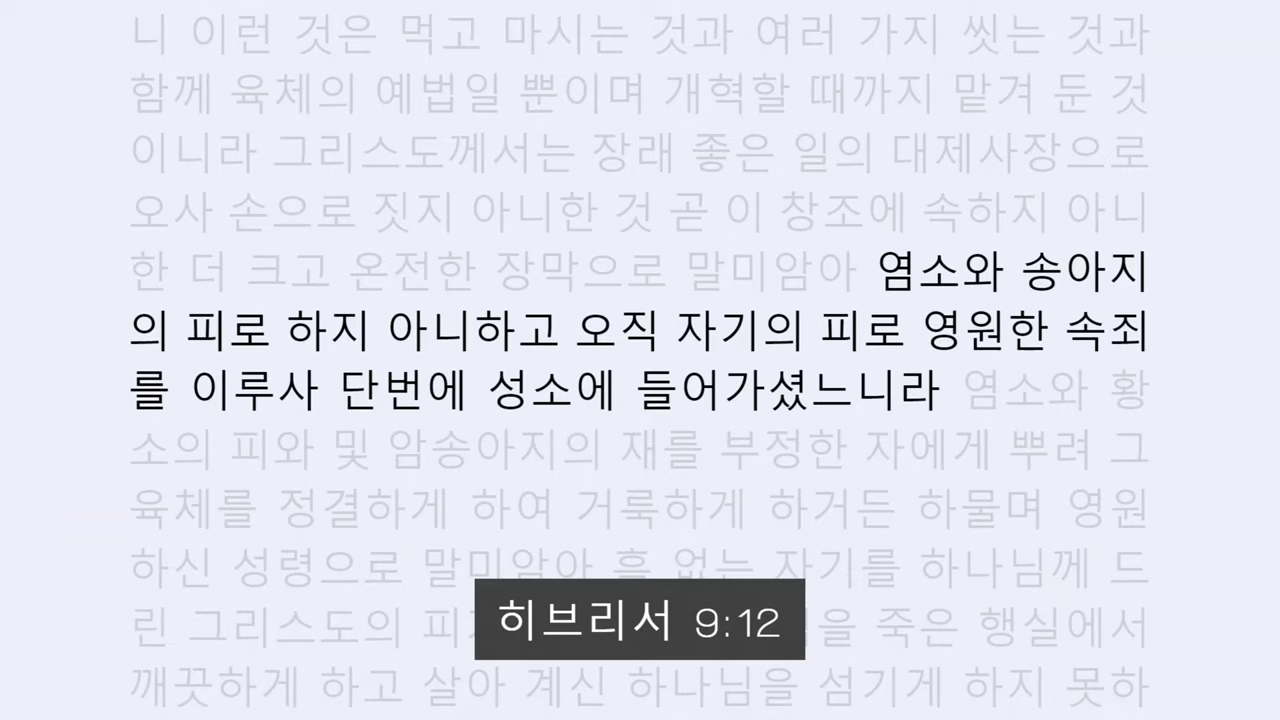 니 이런 것은 먹고 마시는 것과 여러 가지 씻는 것과
함께 육체의 예법일 뿐이며 개혁할 때까지 맡겨 둔 것
이니라 그리스도께서는 장래 좋은 일의 대제사장으로
오사 손으로 짓지 아니한 것 곧 이 창조에 속하지 아니
한 더 크고 온전한 장막으로 말미암아 염소와 송아지
의 피로 하지 아니하고 오직 자기의 피로 영원한 속죄
를 이루사 단번에 성소에 들어가셨느니라 염소와 황
소의 피와 및 암송아지의 재를 부정한 자에게 뿌려 그
육체를 정결하게 하여 거룩하게 하거든 하물며 영원
하신 성령으로 말미암아 흠 없는 자기를 하나님께 드
린 그리스도의 죽은 행실에서
히브리서 9:12
깨끗하게 하고 살아 계신 하나님을 섬기게 하지 못하